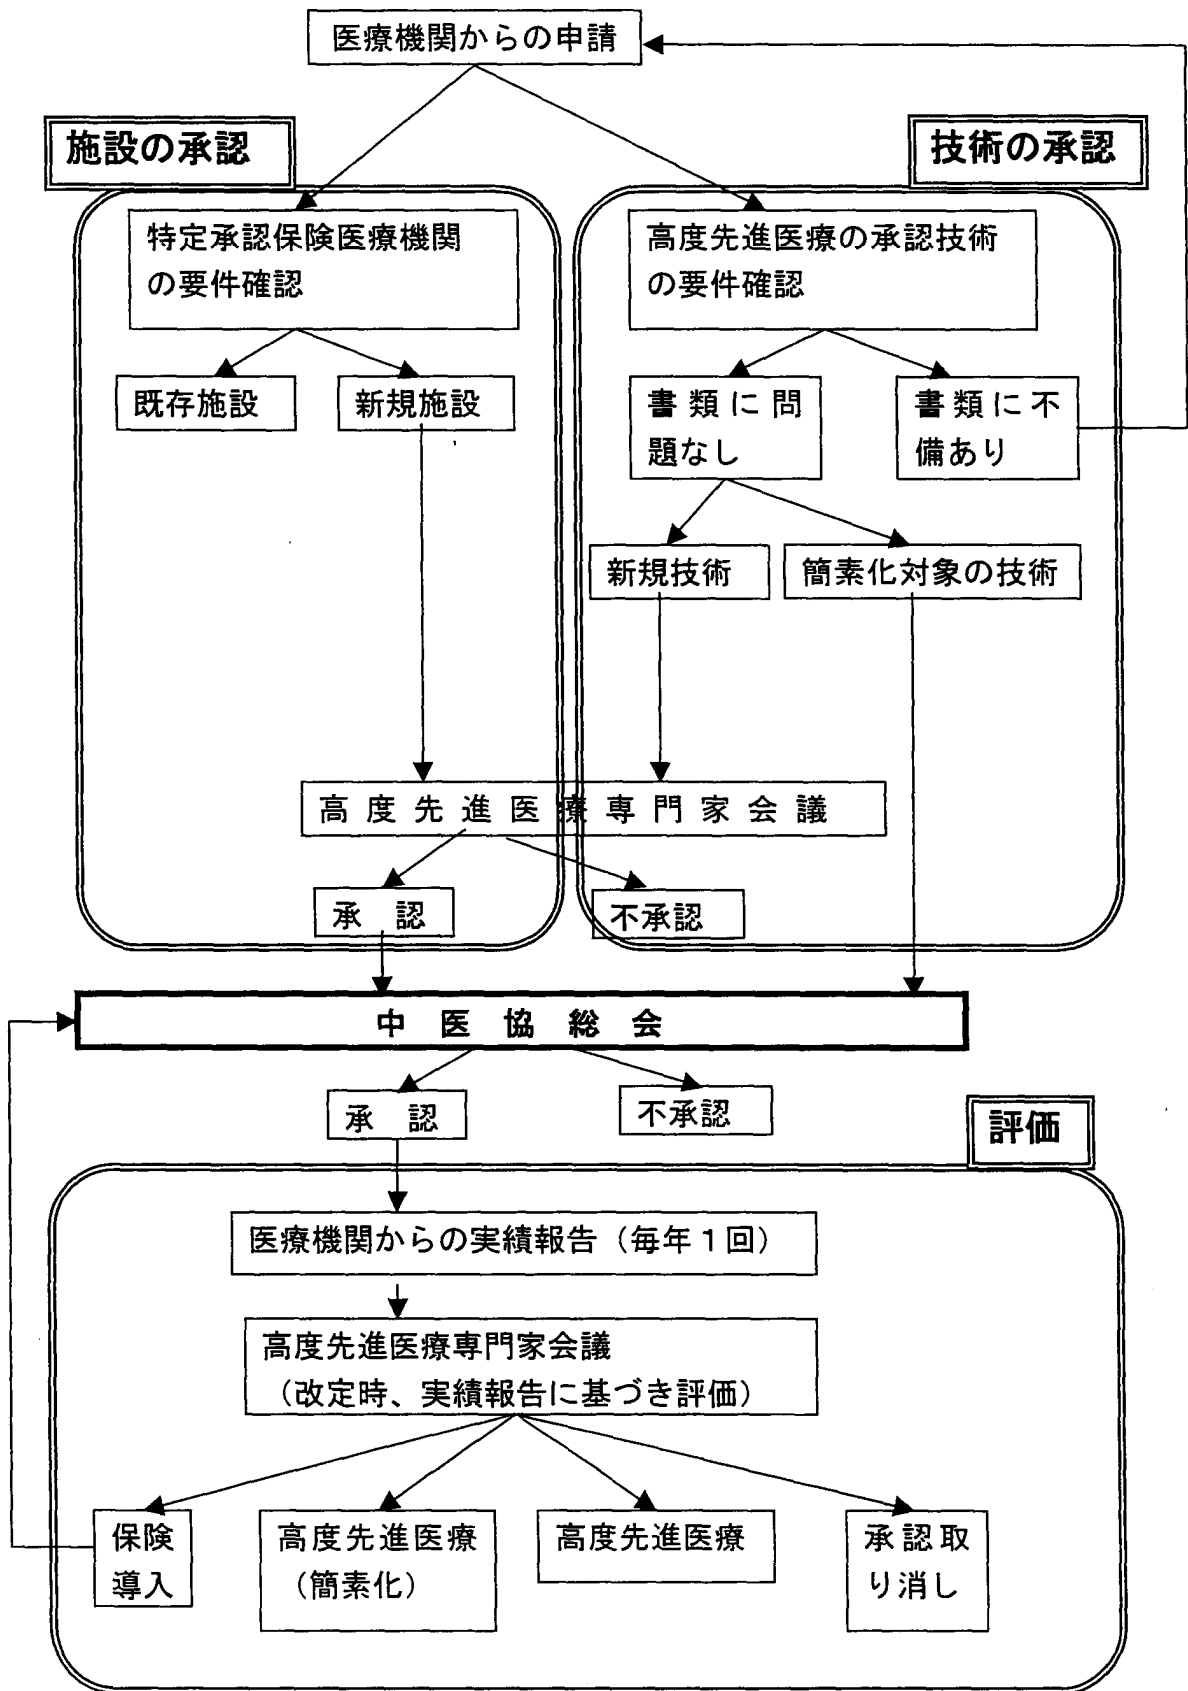 医療機関からの申請
施設の承認
技術の承認
特定承認保険医療機関
の要件確認
高度先進医療の承認技術
の要件確認
既存施設
新規施設
書類に問
題なし
書類に不
備あり
新規技術
簡素化対象の技術
高度先進医療専門家会議
承認
不承認
中医協総会
承認
不承認
評価
医療機関からの実績報告（毎年１回）
高度先進医療専門家会議
（改定時、実績報告に基づき評価）
保険
導入
高度先進医療
（簡素化）
高度先進医療
承認取
り消し